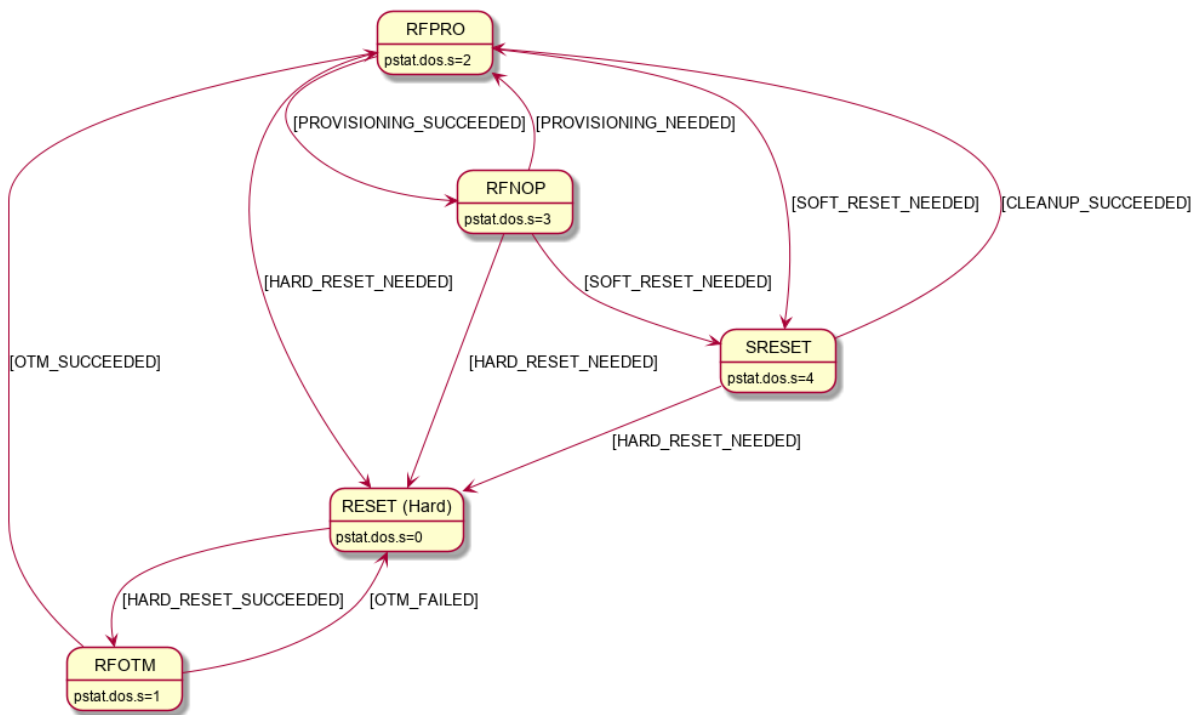 RFPRO
pstat.dos.s=2
[PROVISIONING_SUCCEEDED]
[PROVISIONING_NEEDED]
RFNOP
pstat.dos.s=3
[SOFT_RESET_NEEDED]
[CLEANUP_SUCCEEDED]
[HARD_RESET_NEEDED]
[SOFT_RESET_NEEDED]
SRESET
pstat.dos.s=4
[OTM_SUCCEEDED]
[HARD_RESET_NEEDED]
[HARD_RESET_NEEDED]
RESET (Hard)
pstat.dos.s=0
[HARD_RESET_SUCCEEDED]
[OTM_FAILED]
RFOTM
pstat.dos.s=1